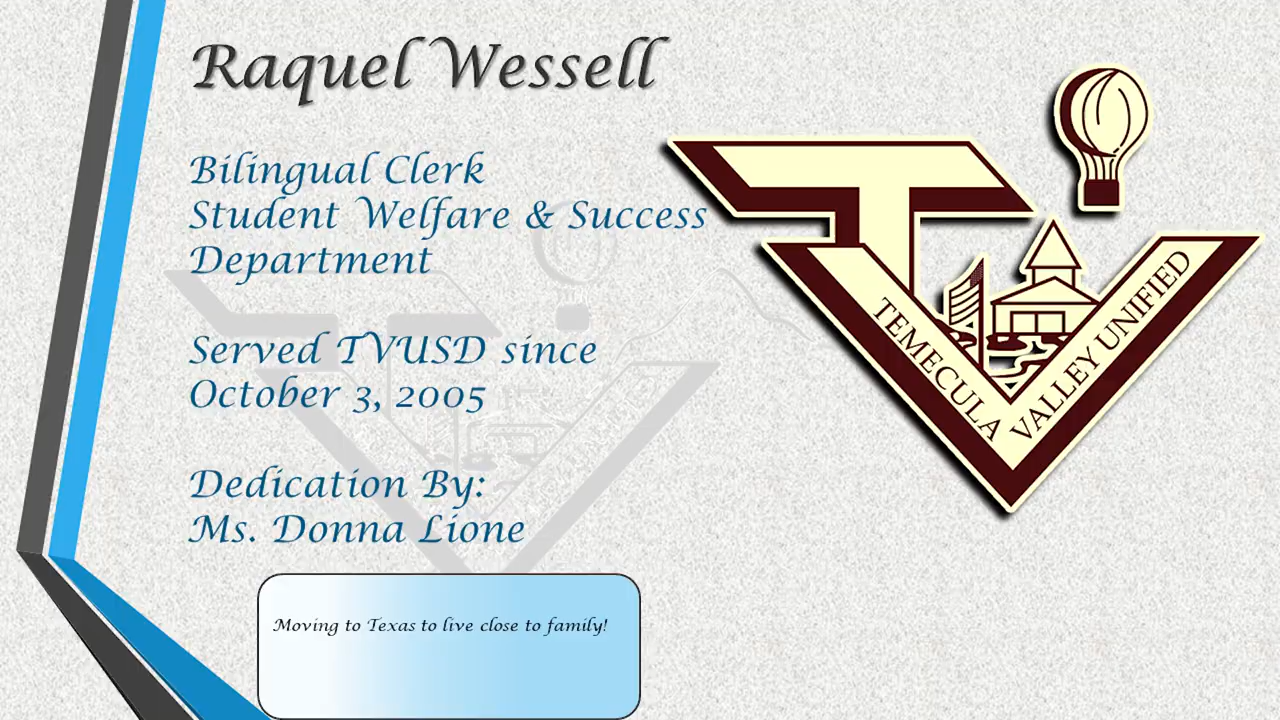 Raquel Wessell
Bilingual Clerk
Student Welfare & Success
Department
Served TVUSD since
October 3, 2005
Dedication By:
Ms. Donna Lione
Moving to Texas to live close to family!
TV
TEMECULA
VALLEY UNIFIED